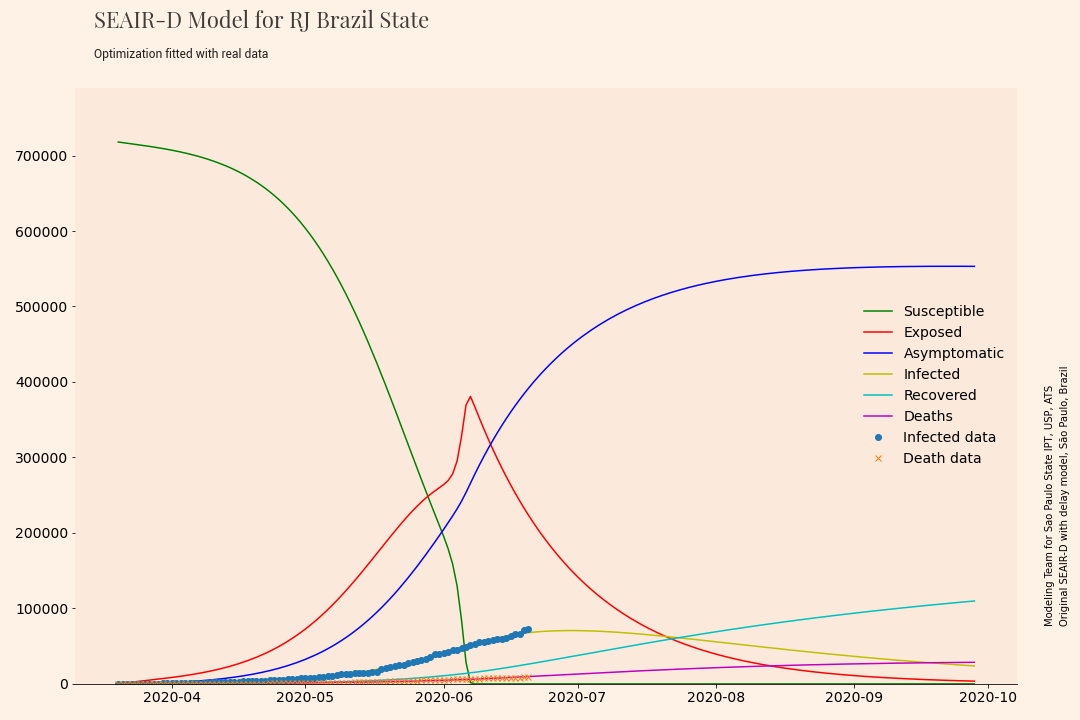 SEAIR-D Model for RJ Brazil State
Optimization fitted with real data
700000
600000
500000
400000
300000
200000
100000
0
2020-04
2020-05
2020-06
2020-07
2020-08
2020-09
2020-10
Susceptible
Exposed
Asymptomatic
Infected
Recovered
Deaths
Infected data
Death data
Modeling Team for Sao Paulo State IPT, USP, ATS
Original SEAIR-D with delay model, São Paulo, Brazil